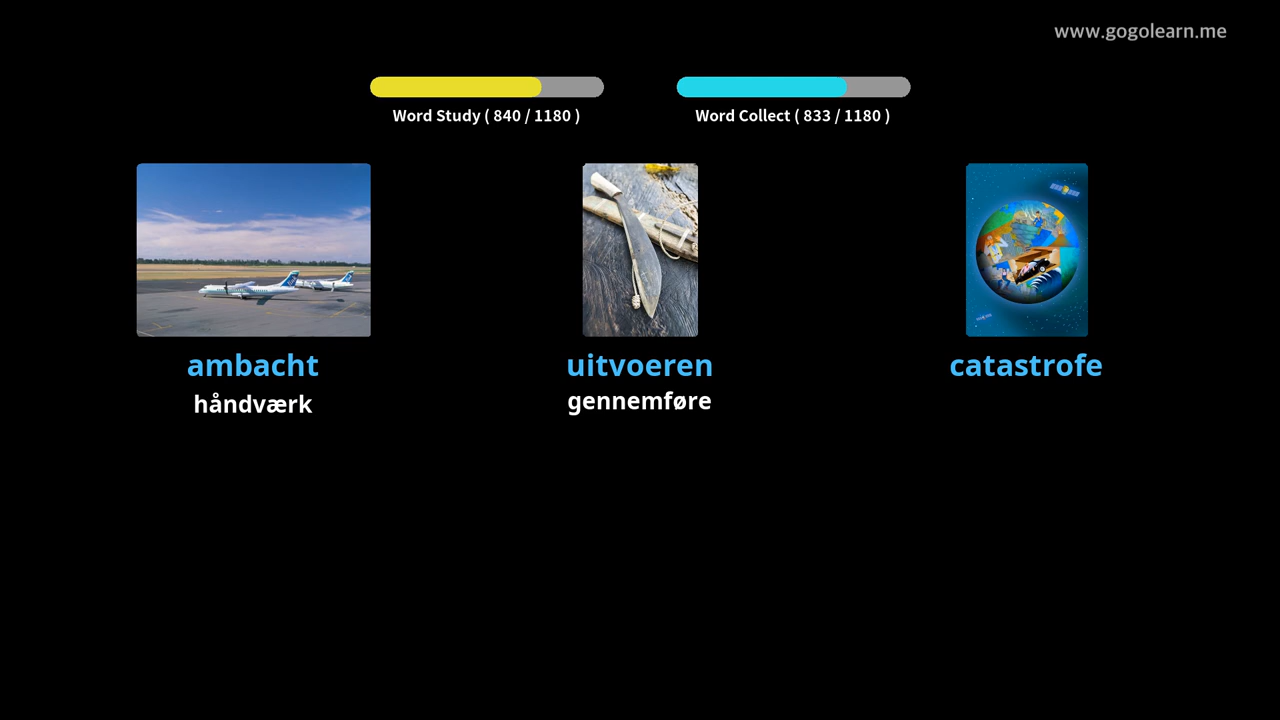 www.gogolearn.me
Word Study ( 840 / 1180 )
Word Collect ( 833 / 1180 )
ambacht
uitvoeren
catastrofe
håndværk
gennemføre